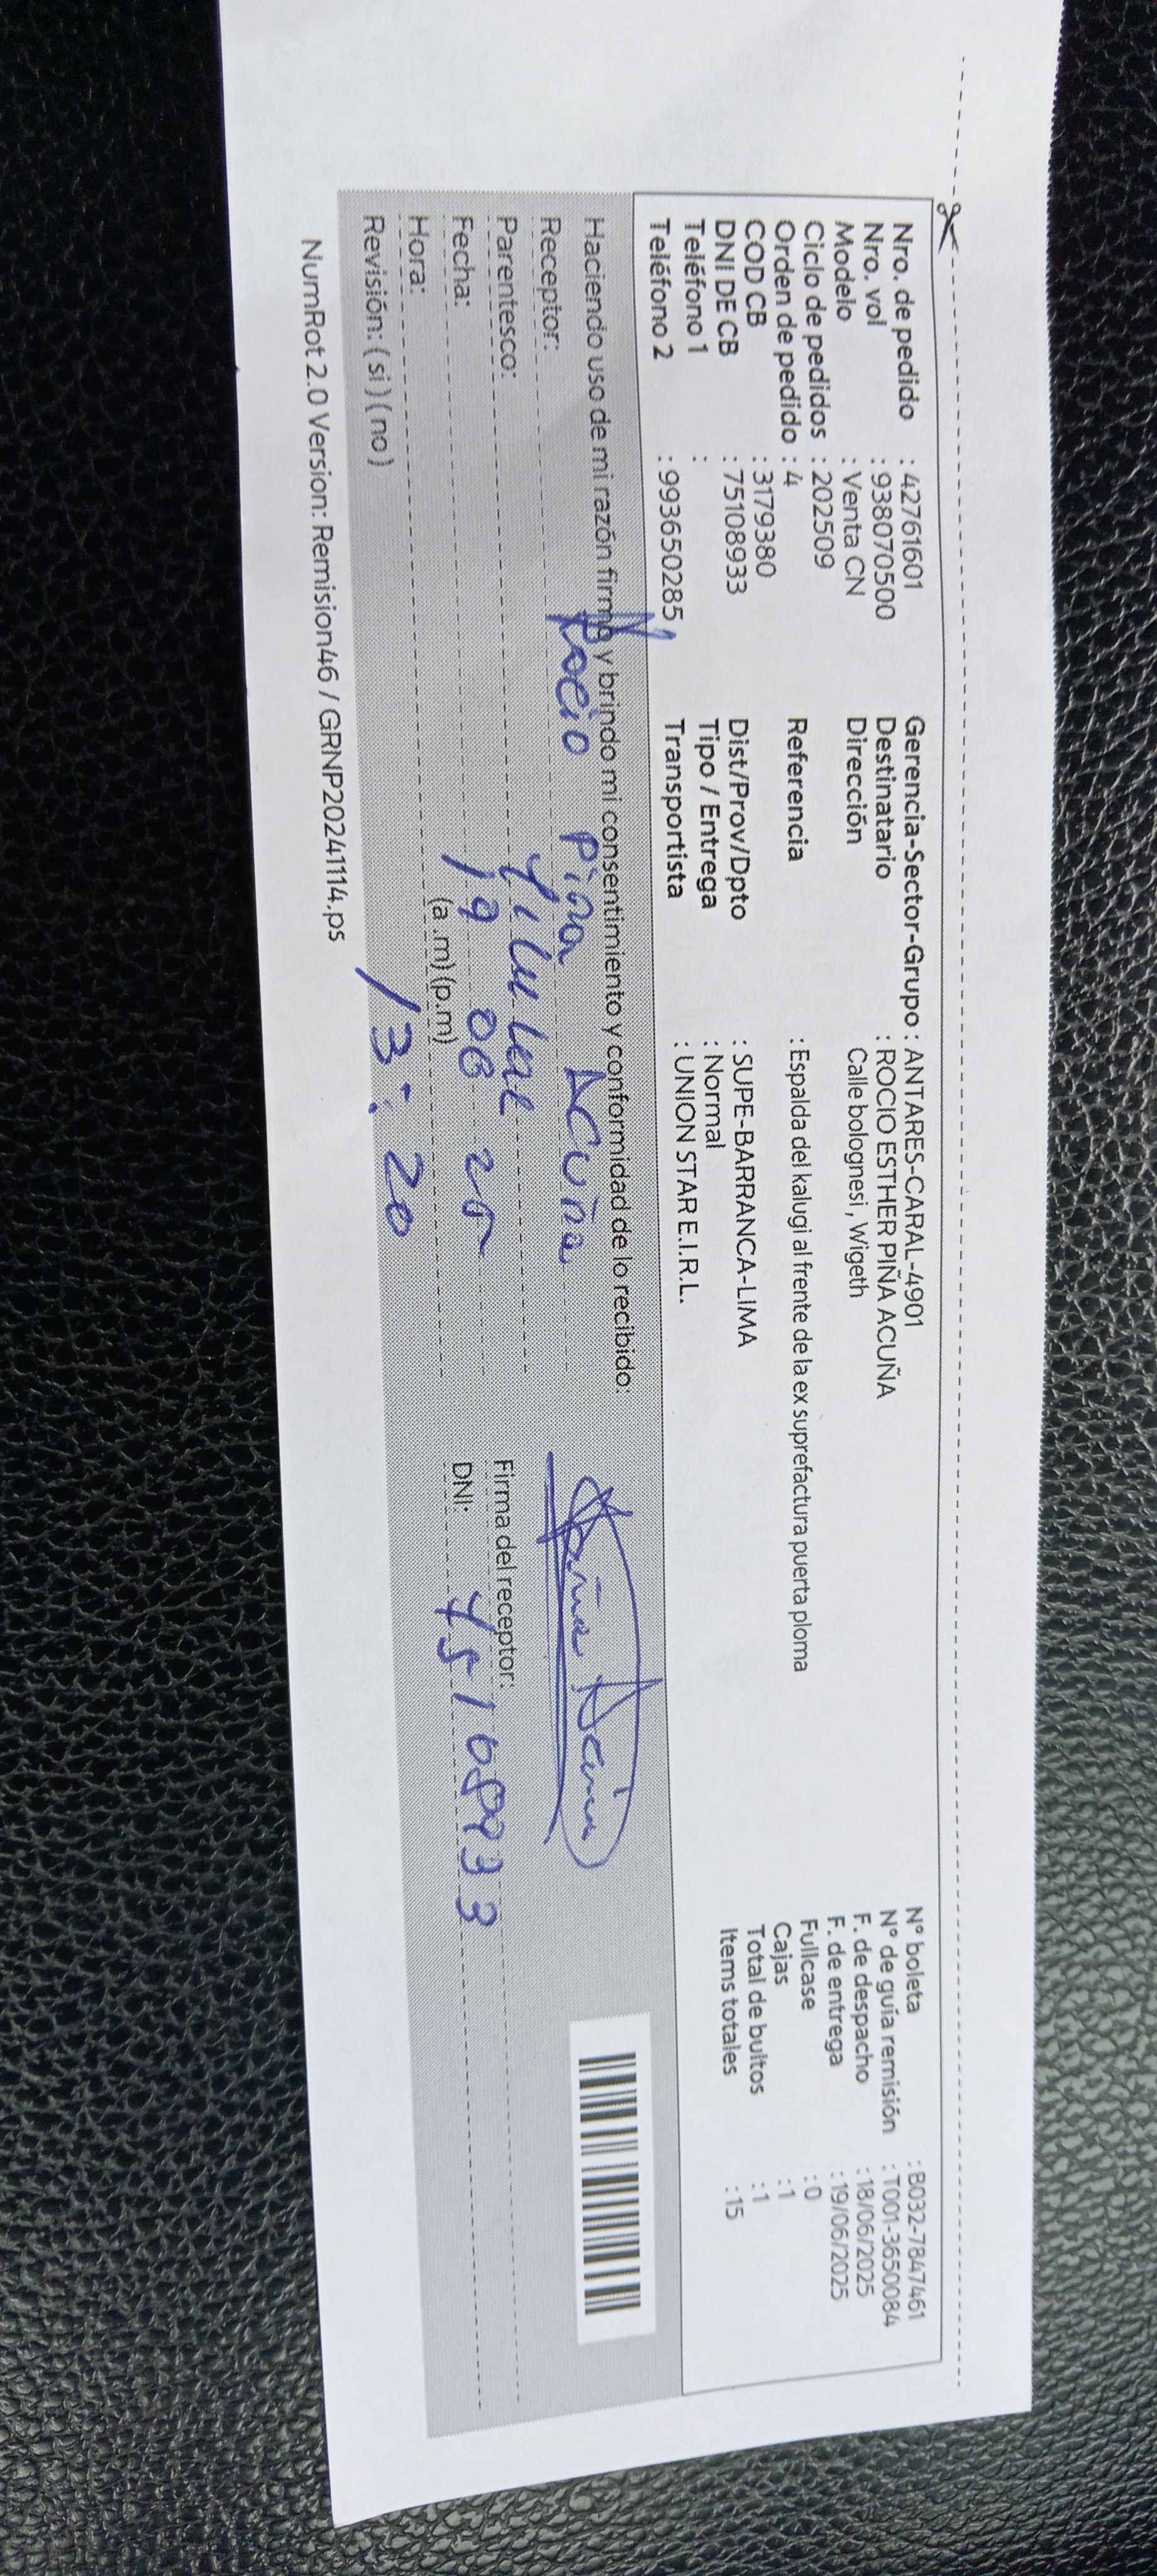 Nro. de pedido : 42761601
Nro. vol : 938070500
Modelo : Venta CN
Ciclo de pedidos : 202509
Orden de pedido : 4
COD CB : 3179380
DNI DE CB : 75108933
Teléfono 1 :
Teléfono 2 : 993650285
Gerencia-Sector-Grupo : ANTARES-CARAL-4901
Destinatario : ROCIO ESTHER PIÑA ACUÑA
Dirección Calle bolognesi , Wigeth
Referencia : Espalda del kalugi al frente de la ex suprefactura puerta ploma
Dist/Prov/Dpto : SUPE-BARRANCA-LIMA
Tipo / Entrega : Normal
Transportista : UNION STAR E.I.R.L.
N° boleta : B032-7847461
N° de guía remisión : T001-3650084
F. de despacho : 18/06/2025
F. de entrega : 19/06/2025
Fullcase : 0
Cajas : 1
Total de bultos : 1
Items totales : 15
Haciendo uso de mi razón firmo y brindo mi consentimiento y conformidad de lo recibido:
Receptor: Rocio Piña Acuña
Parentesco:
Fecha: 19 06 25
Hora: (a .m) (p.m) 13:20
Revisión: ( si ) ( no )
Firma del receptor:
DNI: 75108933
NumRot 2.0 Version: Remision46 / GRNP20241114.ps